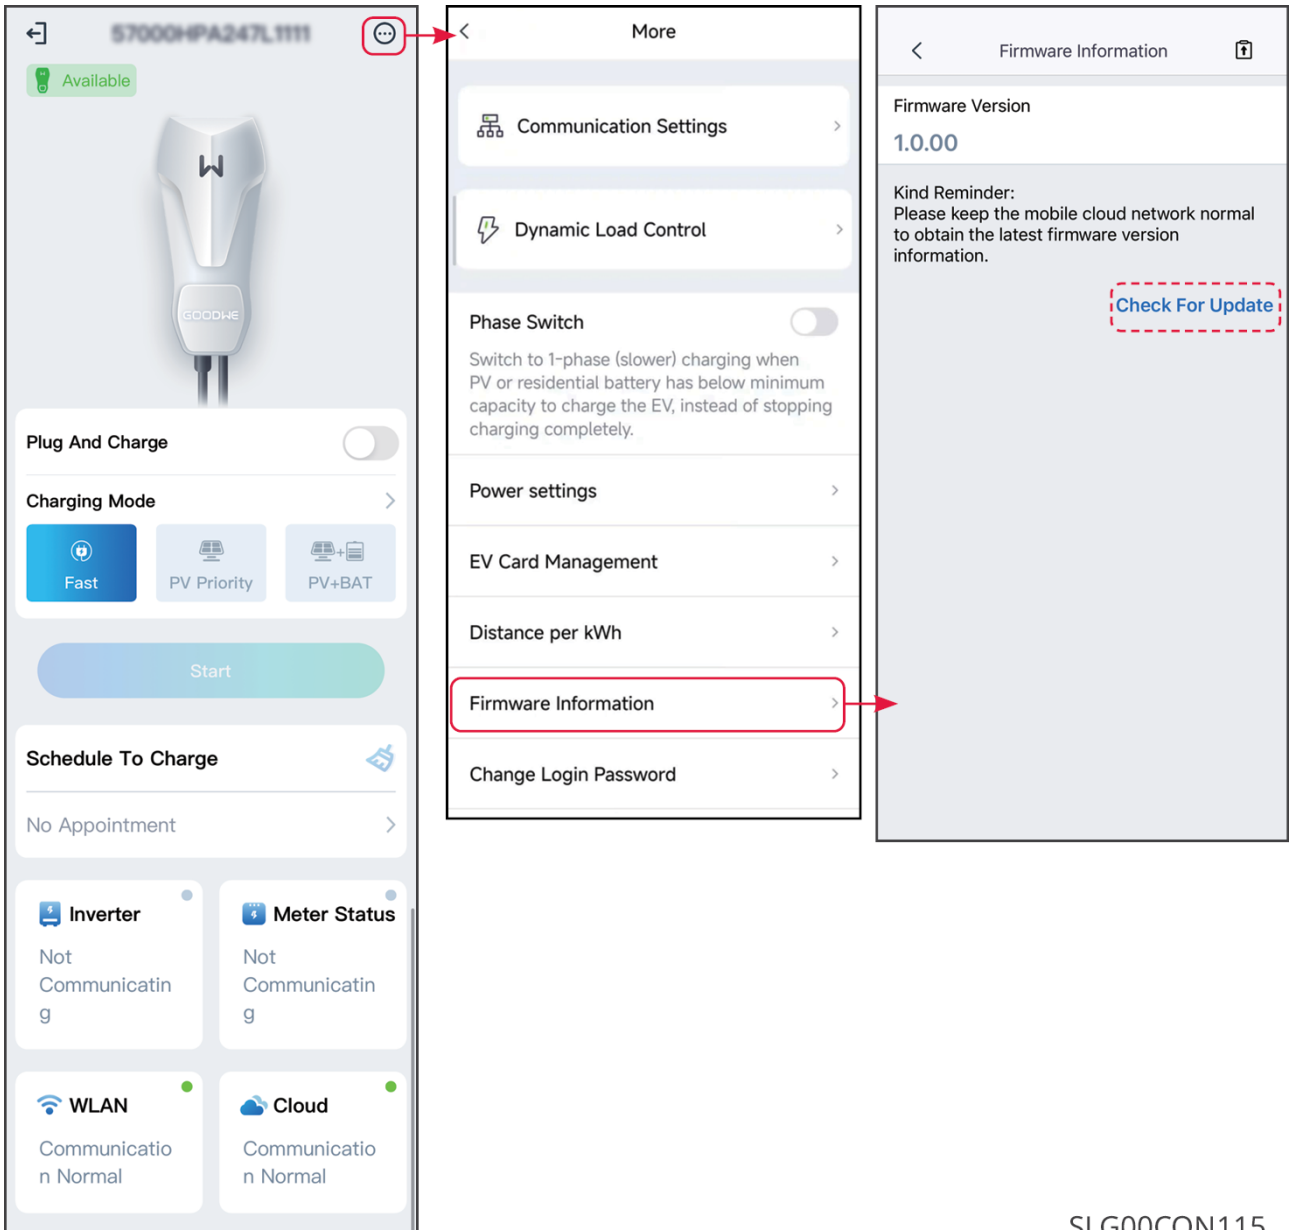 57000HPA247L1111
Available
GOODWE
Plug And Charge
Charging Mode
Fast
PV Priority
PV+BAT
Start
Schedule To Charge
No Appointment
Inverter
Not
Communicatin
g
Meter Status
Not
Communicatin
g
WLAN
Communicatio
n Normal
Cloud
Communicatio
n Normal
More
Communication Settings
Dynamic Load Control
Phase Switch
Switch to 1-phase (slower) charging when
PV or residential battery has below minimum
capacity to charge the EV, instead of stopping
charging completely.
Power settings
EV Card Management
Distance per kWh
Firmware Information
Change Login Password
Firmware Information
Firmware Version
1.0.00
Kind Reminder:
Please keep the mobile cloud network normal
to obtain the latest firmware version
information.
Check For Update
SLG00CON115